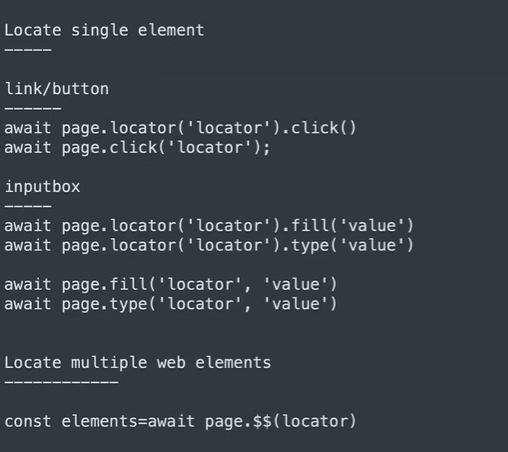 Locate single element
-----
link/button
------
await page.locator('locator').click()
await page.click('locator');
inputbox
-----
await page.locator('locator').fill('value')
await page.locator('locator').type('value')
await page.fill('locator', 'value')
await page.type('locator', 'value')
Locate multiple web elements
------------
const elements=await page.$$(locator)